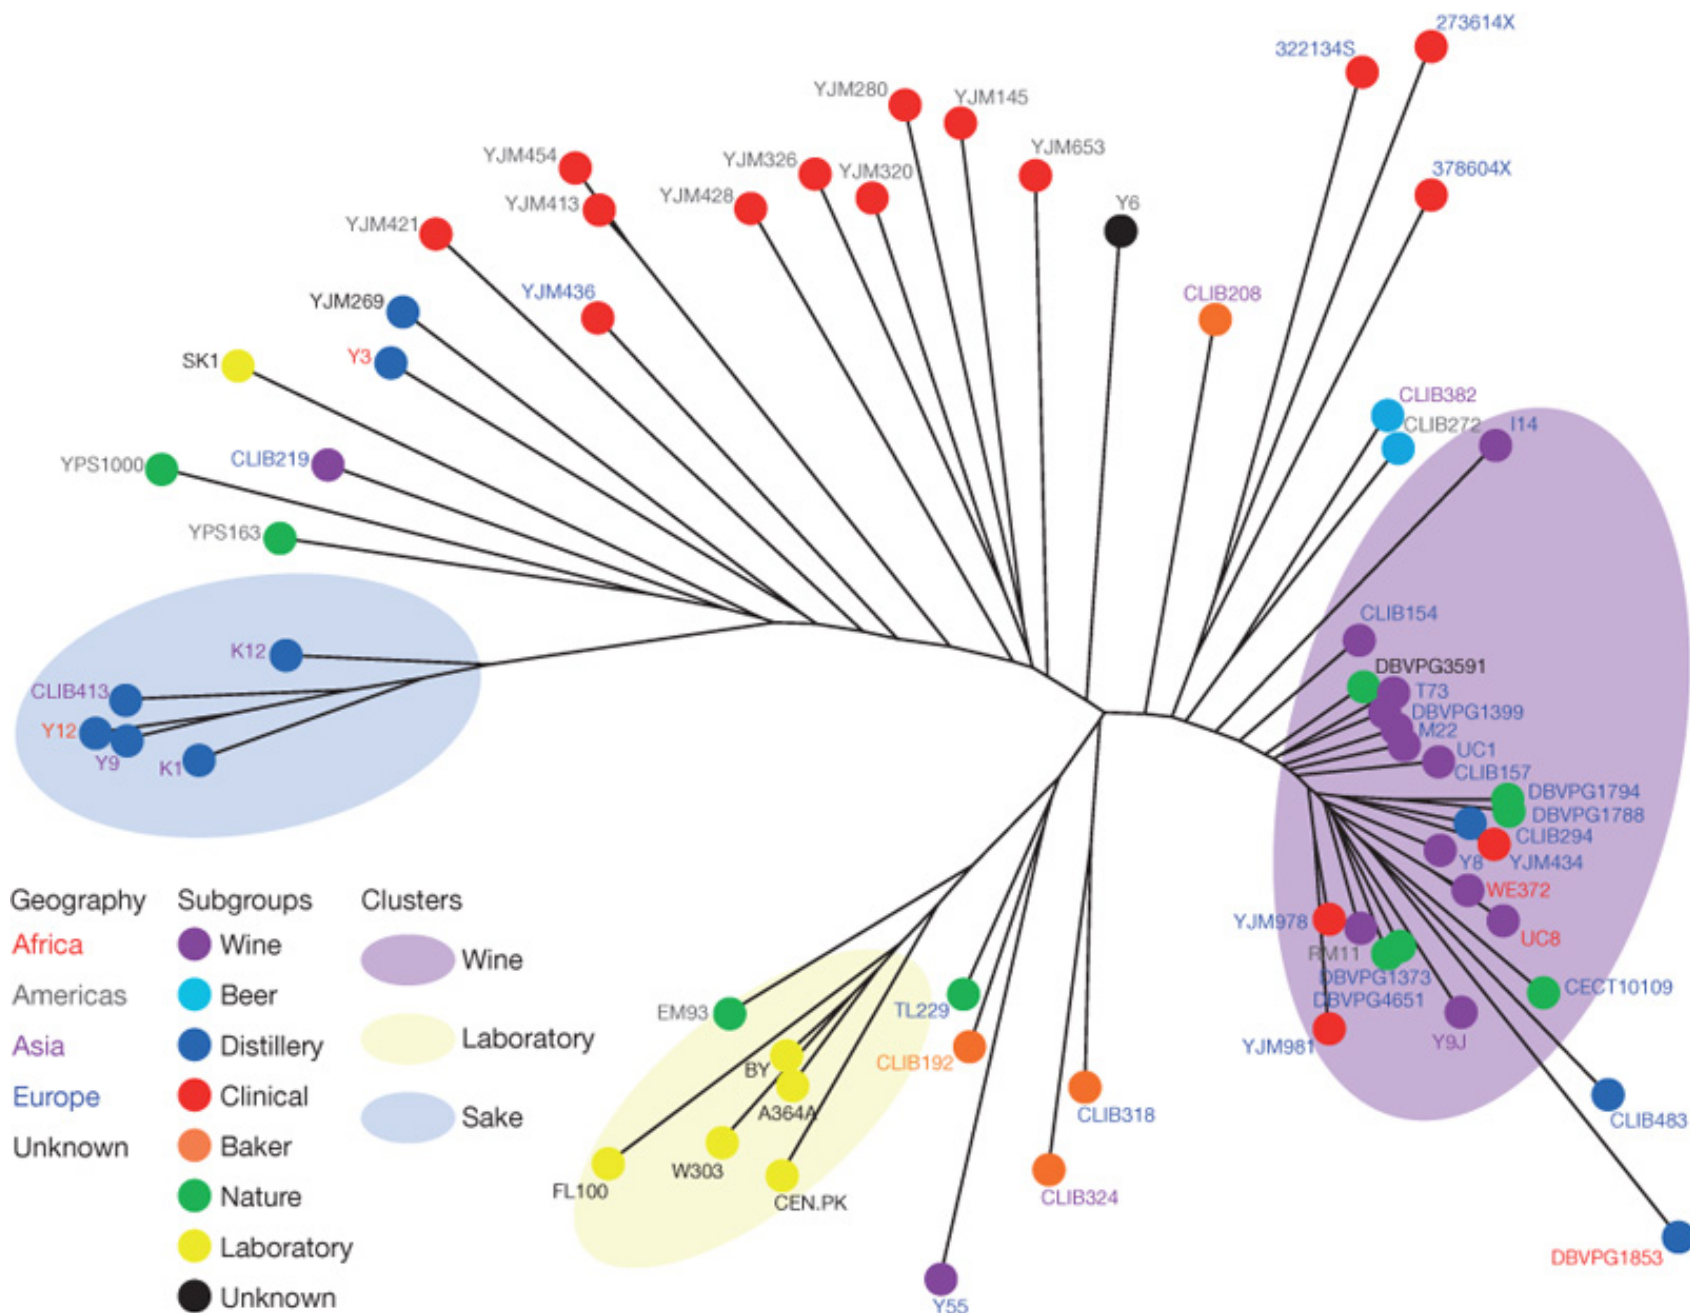 273614X
322134S
YJM280
YJM145
YJM653
YJM454
YJM326
YJM320
378604X
YJM413
YJM428
Y6
YJM421
YJM269
YJM436
CLIB208
Y3
SK1
CLIB382
CLIB272
I14
CLIB219
YPS1000
YPS163
CLIB154
K12
DBVPG3591
CLIB413
T73
DBVPG1399
Y12
M22
Y9
K1
UC1
CLIB157
DBVPG1794
DBVPG1788
CLIB294
Y8
YJM434
WE372
YJM978
UC8
RM11
DBVPG1373
DBVPG4651
CECT10109
EM93
TL229
YJM981
Y9J
BY
CLIB192
A364A
CLIB318
CLIB483
W303
FL100
CEN.PK
CLIB324
DBVPG1853
Y55
Geography
Africa
Americas
Asia
Europe
Unknown
Subgroups
Wine
Beer
Distillery
Clinical
Baker
Nature
Laboratory
Unknown
Clusters
Wine
Laboratory
Sake